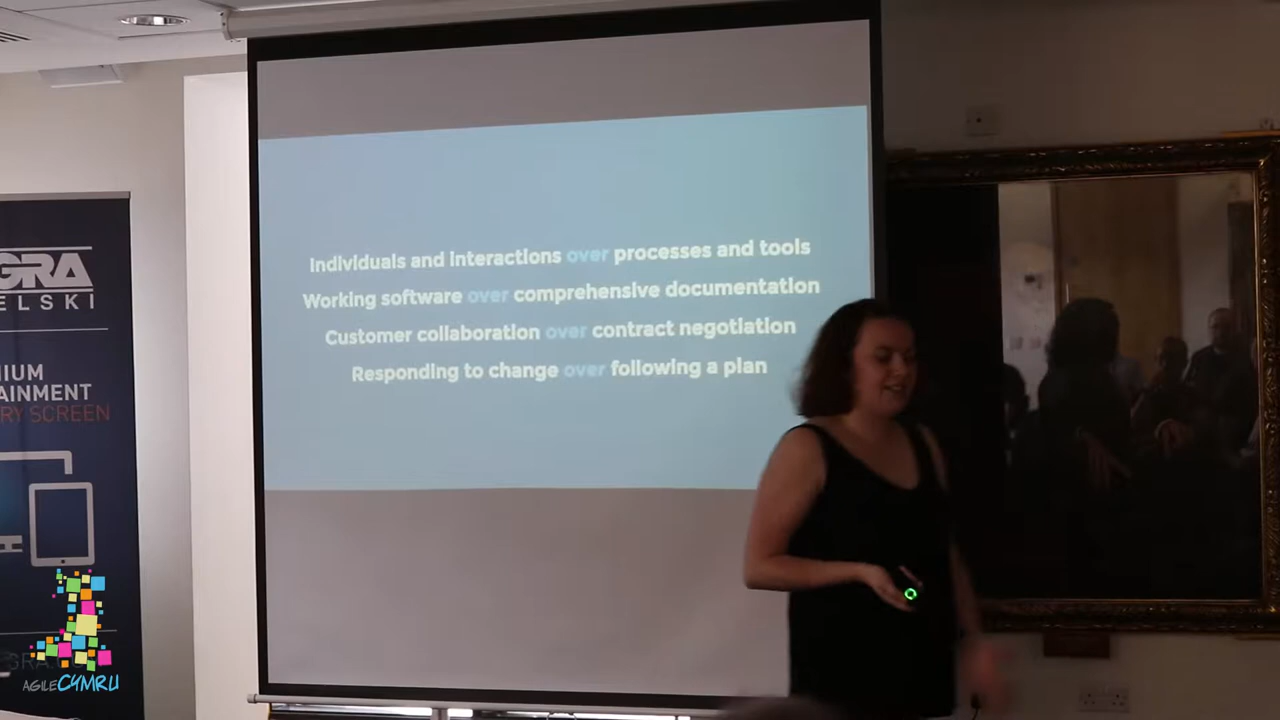 Individuals and interactions over processes and tools
Working software over comprehensive documentation
Customer collaboration over contract negotiation
Responding to change over following a plan
GRA
ELSKI
IUM
AINMENT
RY SCREEN
AGILECYMRU